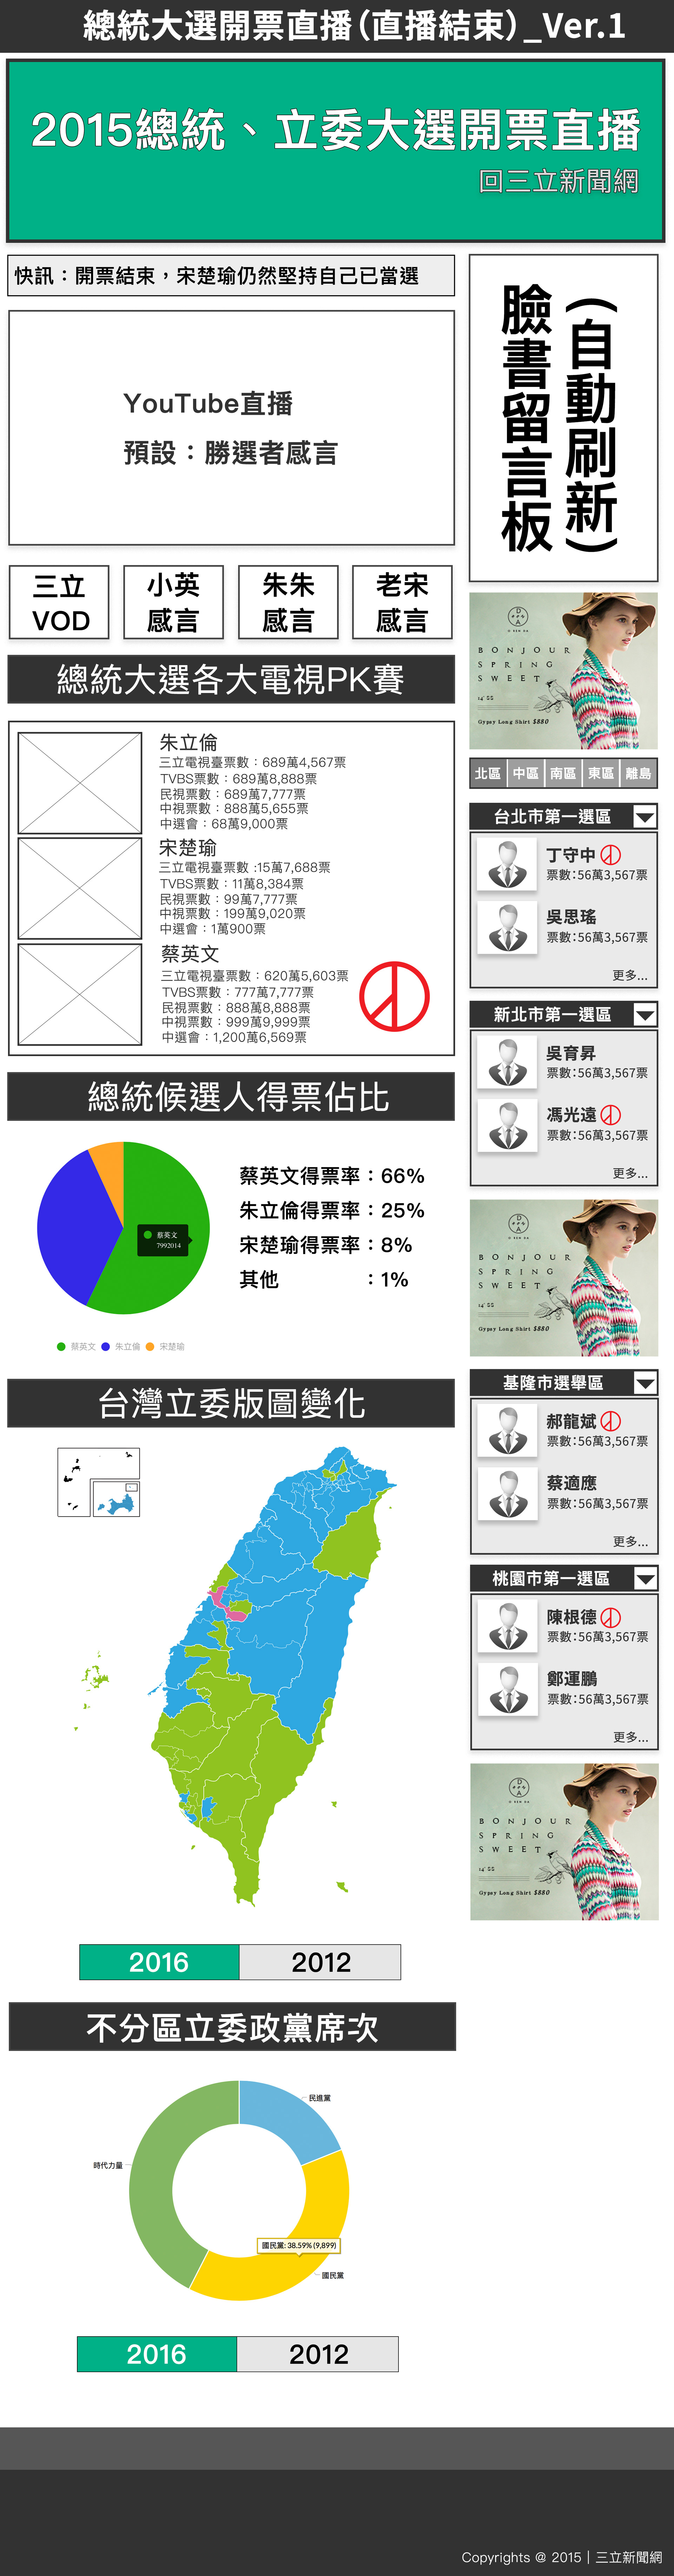 總統大選開票直播（直播結束）_Ver.1
2015總統、立委大選開票直播
回三立新聞網
快訊：開票結束，宋楚瑜仍然堅持自己已當選
YouTube直播
預設：勝選者感言
臉書留言板
（自動刷新）
三立
VOD
小英
感言
朱朱
感言
老宋
感言
BONJOUR
SPRING
SWEET
14' SS
Gypsy Long Shirt $880
總統大選各大電視PK賽
朱立倫
三立電視臺票數：689萬4,567票
TVBS票數：689萬8,888票
民視票數：689萬7,777票
中視票數：888萬5,655票
中選會：68萬9,000票
宋楚瑜
三立電視臺票數 :15萬7,688票
TVBS票數：11萬8,384票
民視票數：99萬7,777票
中視票數：199萬9,020票
中選會：1萬900票
蔡英文
三立電視臺票數：620萬5,603票
TVBS票數：777萬7,777票
民視票數：888萬8,888票
中視票數：999萬9,999票
中選會：1,200萬6,569票
北區 中區 南區 東區 離島
台北市第一選區
丁守中
票數:56萬3,567票
吳思瑤
票數:56萬3,567票
更多...
新北市第一選區
吳育昇
票數:56萬3,567票
馮光遠
票數:56萬3,567票
更多...
總統候選人得票佔比
蔡英文
7992014
蔡英文得票率：66%
朱立倫得票率：25%
宋楚瑜得票率：8%
其他 ：1%
蔡英文 朱立倫 宋楚瑜
BONJOUR
SPRING
SWEET
14' SS
Gypsy Long Shirt $880
基隆市選舉區
郝龍斌
票數:56萬3,567票
蔡適應
票數:56萬3,567票
更多...
桃園市第一選區
陳根德
票數:56萬3,567票
鄭運鵬
票數:56萬3,567票
更多...
BONJOUR
SPRING
SWEET
14' SS
Gypsy Long Shirt $880
台灣立委版圖變化
2016 2012
不分區立委政黨席次
民進黨
時代力量
國民黨: 38.59% (9,899)
國民黨
2016 2012
Copyrights @ 2015 | 三立新聞網